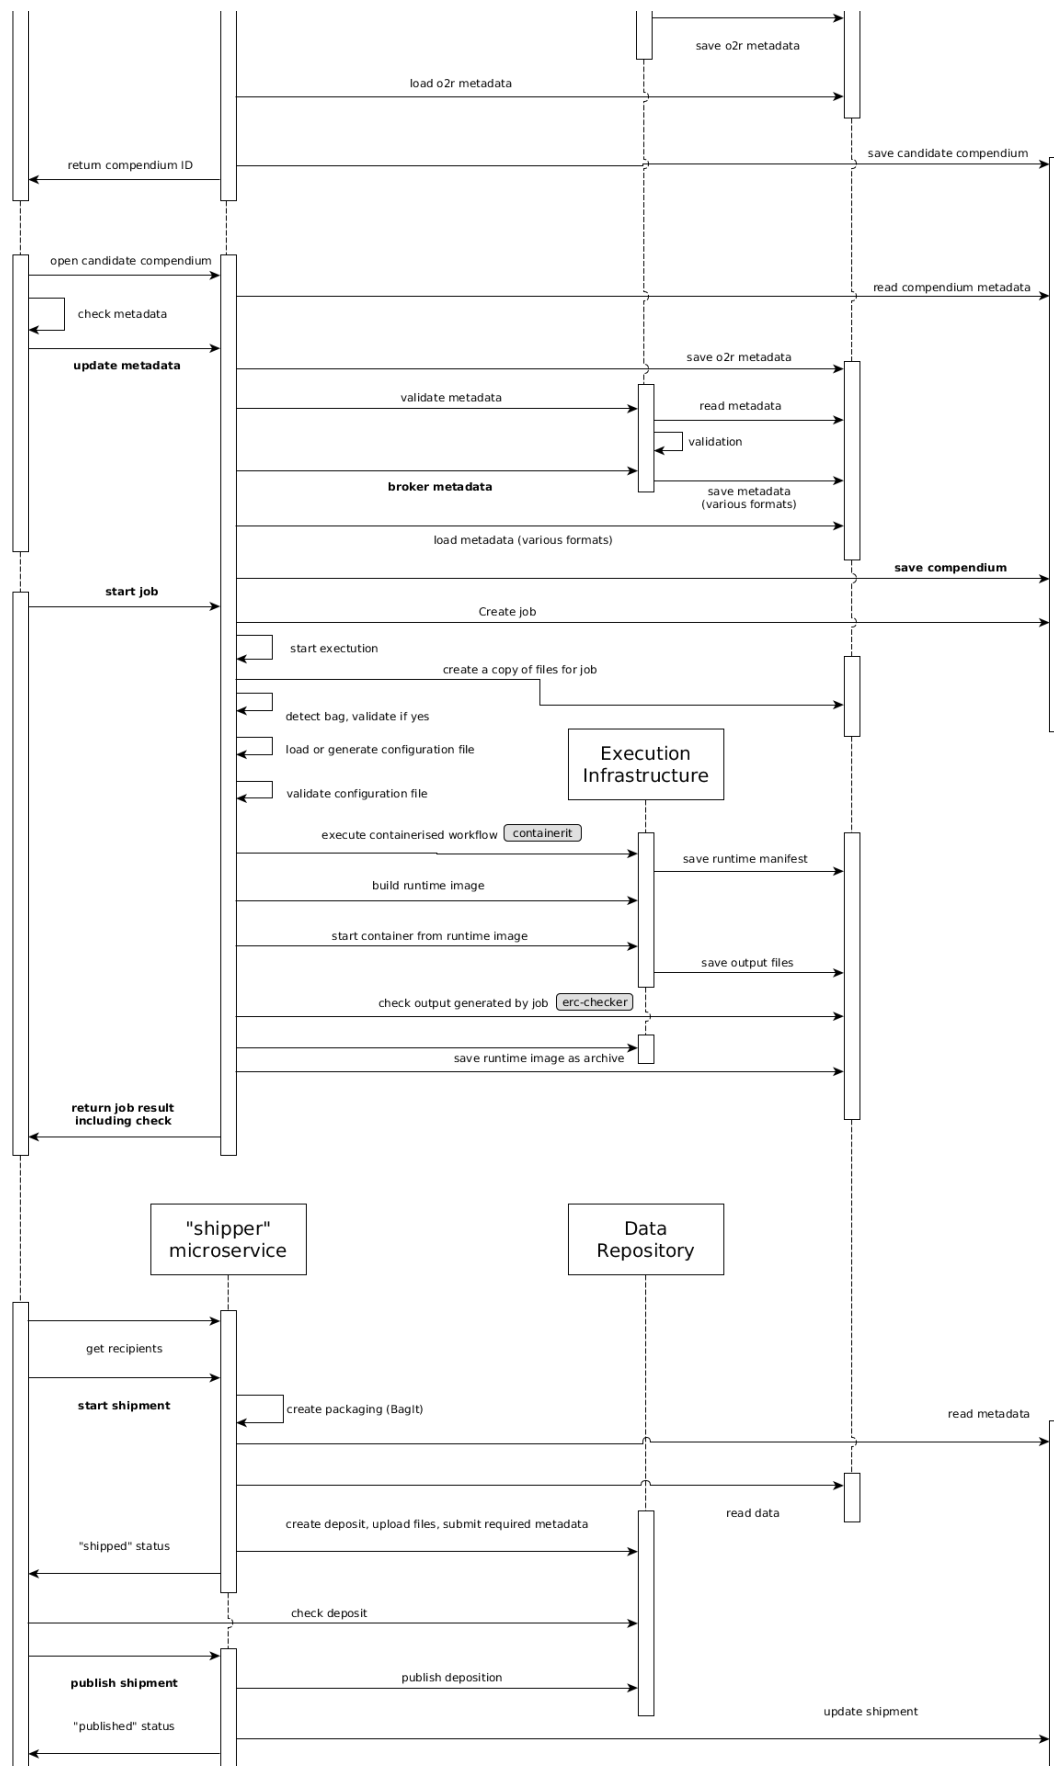 save o2r metadata
load o2r metadata
save candidate compendium
return compendium ID
open candidate compendium
read compendium metadata
check metadata
save o2r metadata
update metadata
validate metadata
read metadata
validation
broker metadata
save metadata
(various formats)
load metadata (various formats)
save compendium
start job
Create job
start exectution
create a copy of files for job
detect bag, validate if yes
load or generate configuration file
Execution
Infrastructure
validate configuration file
execute containerised workflow containerit
save runtime manifest
build runtime image
start container from runtime image
save output files
check output generated by job erc-checker
save runtime image as archive
return job result
including check
"shipper"
microservice
Data
Repository
get recipients
start shipment
create packaging (BagIt)
read metadata
read data
create deposit, upload files, submit required metadata
"shipped" status
check deposit
publish shipment
publish deposition
update shipment
"published" status